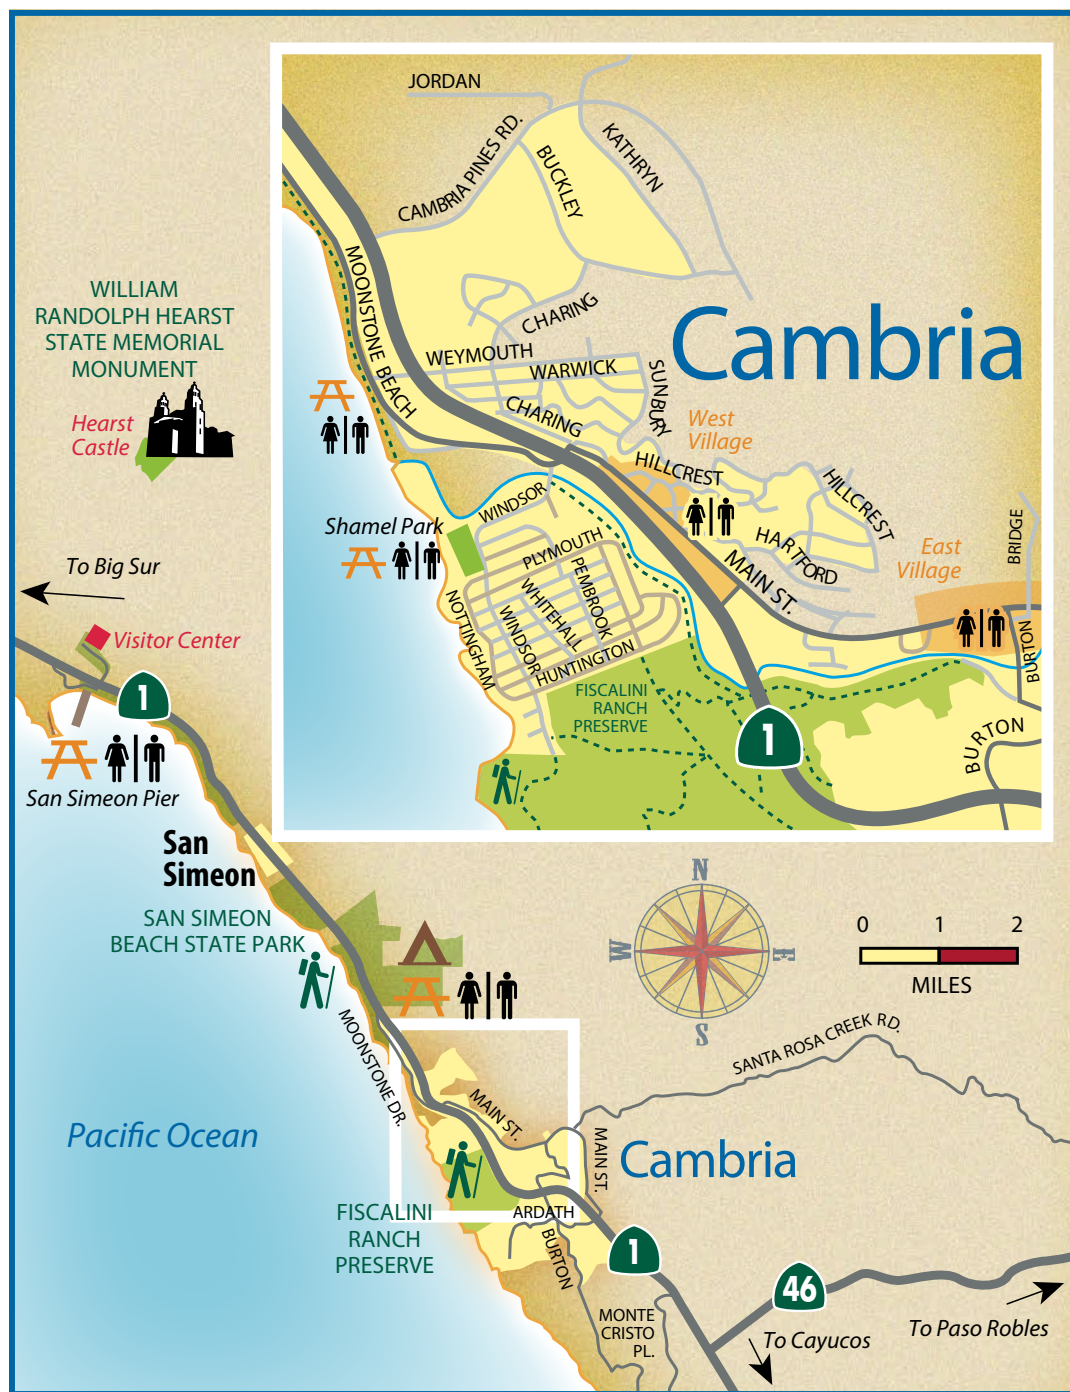 JORDAN
CAMBRIA PINES RD.
BUCKLEY
KATHRYN
MOONSTONE BEACH
CHARING
WEYMOUTH
WARWICK
SUNBURY
CHARING
Cambria
West
Village
HILLCREST
HILLCREST
HARTFORD
MAIN ST.
East
Village
BRIDGE
BURTON
BURTON
WINDSOR
Shamel Park
PLYMOUTH
PEMBROOK
WHITEHALL
WINDSOR
NOTTINGHAM
HUNTINGTON
FISCALINI
RANCH
PRESERVE
1
WILLIAM
RANDOLPH HEARST
STATE MEMORIAL
MONUMENT
Hearst
Castle
To Big Sur
Visitor Center
1
San Simeon Pier
San
Simeon
SAN SIMEON
BEACH STATE PARK
N
W
E
S
0 1 2
MILES
MOONSTONE DR.
SANTA ROSA CREEK RD.
MAIN ST.
MAIN ST.
Pacific Ocean
Cambria
FISCALINI
RANCH
PRESERVE
ARDATH
BURTON
1
46
MONTE
CRISTO
PL.
To Cayucos
To Paso Robles